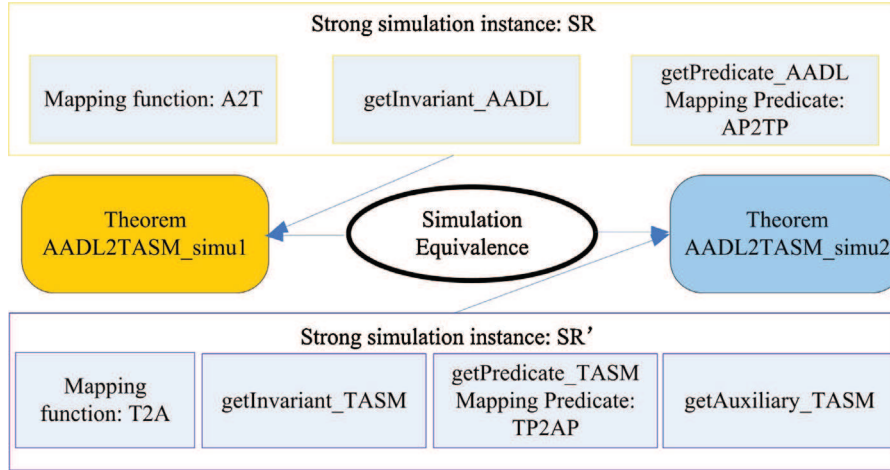 Strong simulation instance: SR
Mapping function: A2T
getInvariant_AADL
getPredicate_AADL
Mapping Predicate:
AP2TP
Theorem
AADL2TASM_simu1
Simulation
Equivalence
Theorem
AADL2TASM_simu2
Strong simulation instance: SR′
Mapping
function: T2A
getInvariant_TASM
getPredicate_TASM
Mapping Predicate:
TP2AP
getAuxiliary_TASM